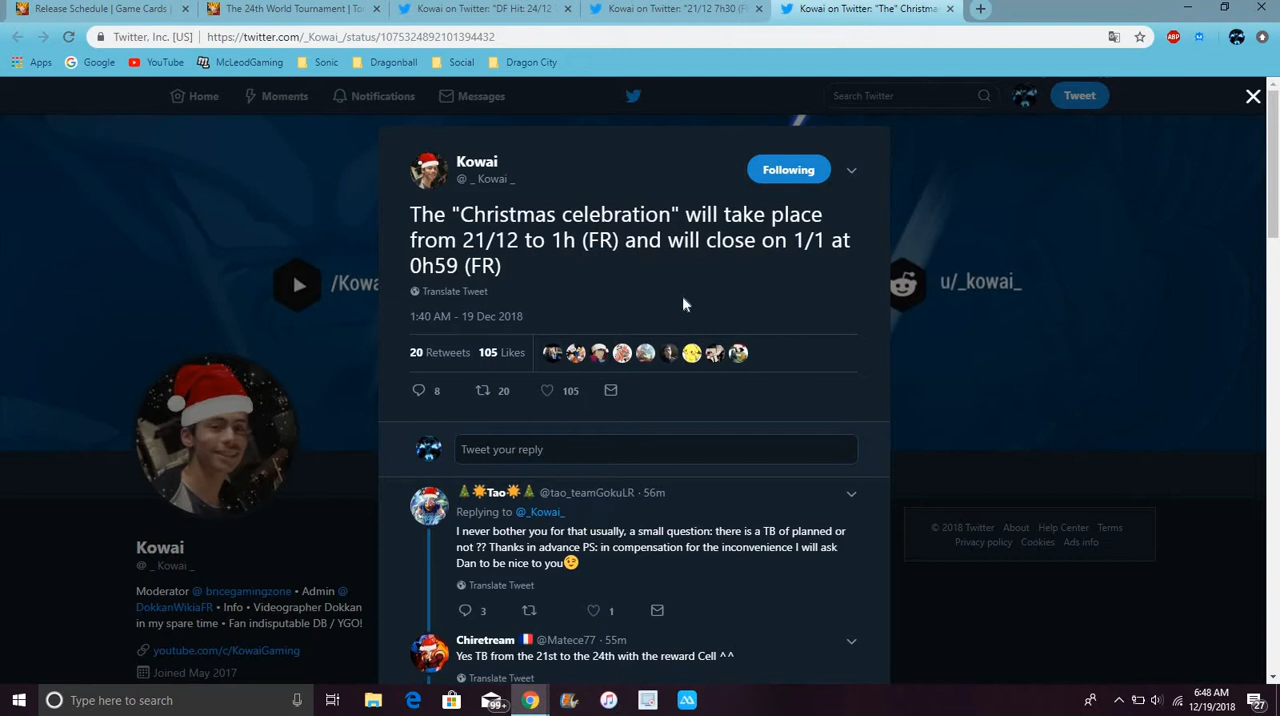 Release Schedule | Game Cards |
The 24th World Tournament | To
Kowai on Twitter: "DF Hit: 24/12
Kowai on Twitter: "21/12 7h30 (F
Kowai on Twitter: "The" Christma
Twitter, Inc. [US] | https://twitter.com/_Kowai_/status/1075324892101394432
Apps Google YouTube McLeodGaming Sonic Dragonball Social Dragon City
Home Moments Notifications Messages Search Twitter Tweet
Kowai
@ _ Kowai _
Following
The "Christmas celebration" will take place
from 21/12 to 1h (FR) and will close on 1/1 at
0h59 (FR)
Translate Tweet
1:40 AM - 19 Dec 2018
20 Retweets 105 Likes
8 20 105
Tweet your reply
/Kowa
u/_kowai_
Tao @tao_teamGokuLR · 56m
Replying to @_Kowai_
I never bother you for that usually, a small question: there is a TB of planned or
not ?? Thanks in advance PS: in compensation for the inconvenience I will ask
Dan to be nice to you😉
Translate Tweet
3 1
Chiretream 🇫🇷 @Matece77 · 55m
Yes TB from the 21st to the 24th with the reward Cell ^^
Translate Tweet
Kowai
@ _ Kowai _
Moderator @ bricegamingzone • Admin @
DokkanWikiaFR • Info • Videographer Dokkan
in my spare time • Fan indisputable DB / YGO!
youtube.com/c/KowaiGaming
Joined May 2017
© 2018 Twitter About Help Center Terms
Privacy policy Cookies Ads info
ABP
Type here to search
99+
6:48 AM
12/19/2018
27